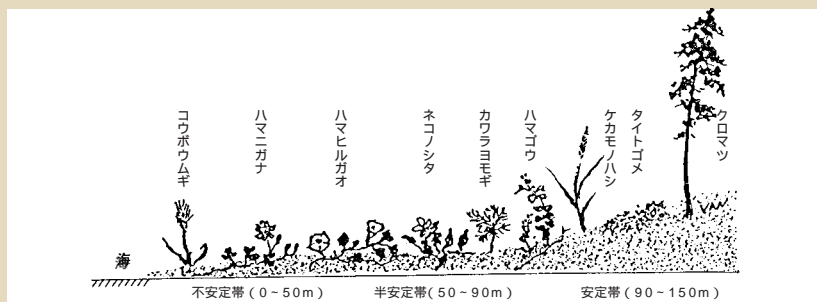 コウボウムギ
ハマニガナ
ハマヒルガオ
ネコノシタ
カワラヨモギ
ハマゴウ
ケカモノハシ
タイトゴメ
クロマツ
海
不安定帯(0~50m)
半安定帯(50~90m)
安定帯(90~150m)